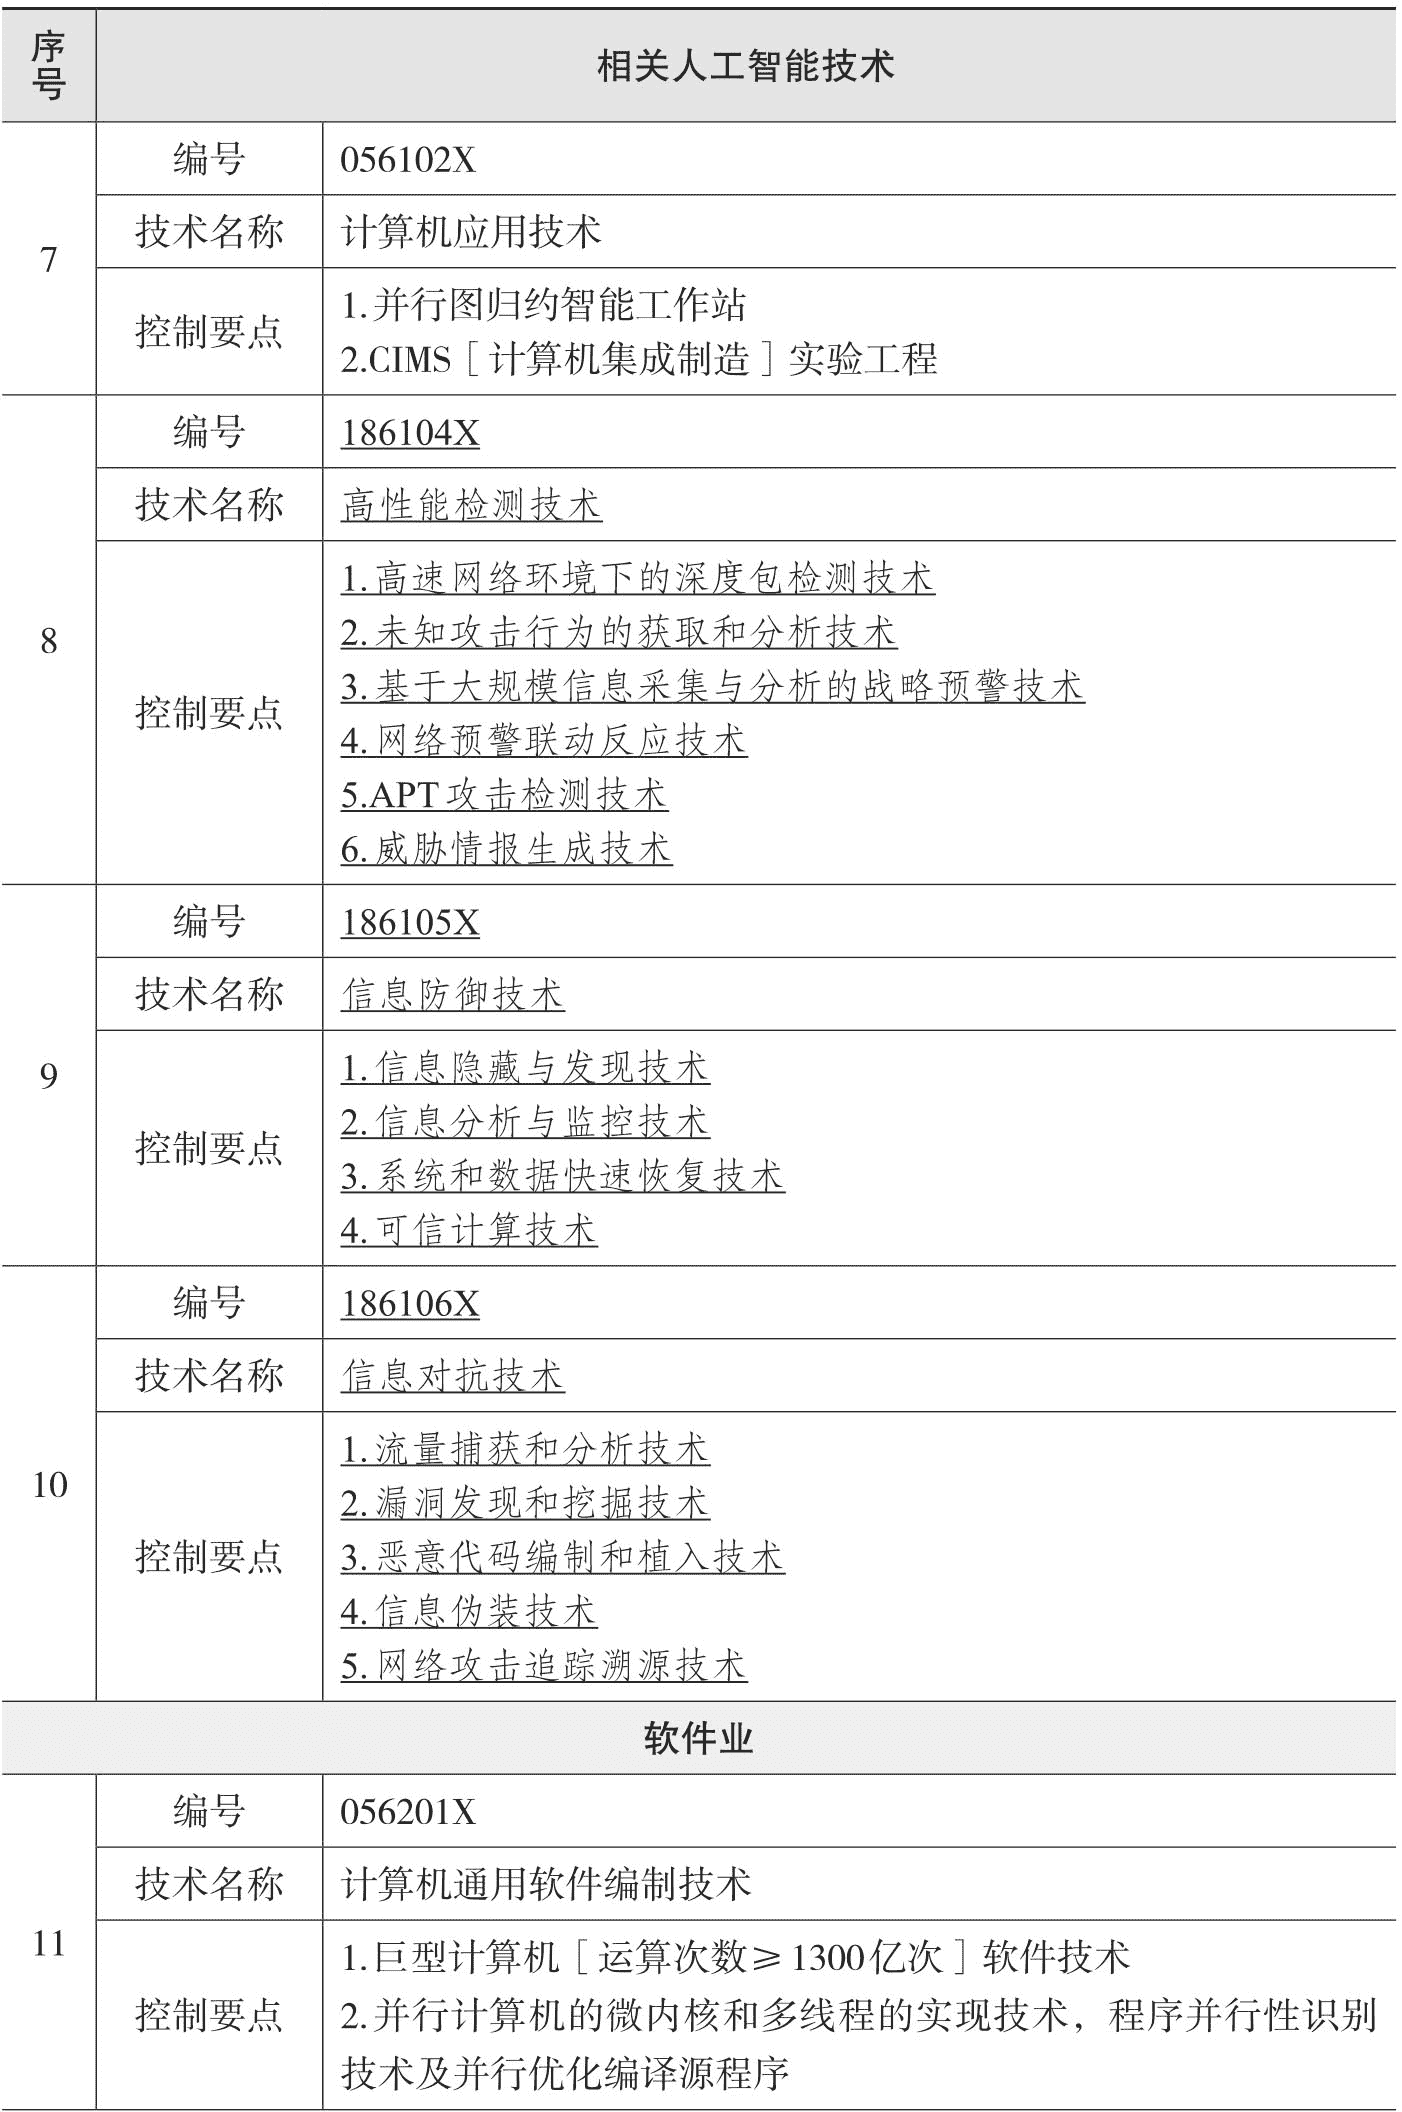 序号
相关人工智能技术
7
编号
056102X
技术名称
计算机应用技术
控制要点
1.并行图归约智能工作站
2.CIMS［计算机集成制造］实验工程
8
编号
186104X
技术名称
高性能检测技术
控制要点
1.高速网络环境下的深度包检测技术
2.未知攻击行为的获取和分析技术
3.基于大规模信息采集与分析的战略预警技术
4.网络预警联动反应技术
5.APT攻击检测技术
6.威胁情报生成技术
9
编号
186105X
技术名称
信息防御技术
控制要点
1.信息隐藏与发现技术
2.信息分析与监控技术
3.系统和数据快速恢复技术
4.可信计算技术
10
编号
186106X
技术名称
信息对抗技术
控制要点
1.流量捕获和分析技术
2.漏洞发现和挖掘技术
3.恶意代码编制和植入技术
4.信息伪装技术
5.网络攻击追踪溯源技术
软件业
11
编号
056201X
技术名称
计算机通用软件编制技术
控制要点
1.巨型计算机［运算次数≥1300亿次］软件技术
2.并行计算机的微内核和多线程的实现技术，程序并行性识别
技术及并行优化编译源程序